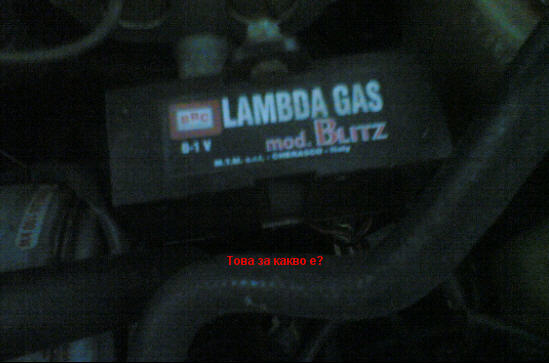 BRC
LAMBDA GAS
0-1 V
mod. BLITZ
M.T.M. s.r.l. - CHERASCO - Italy
Това за какво е?